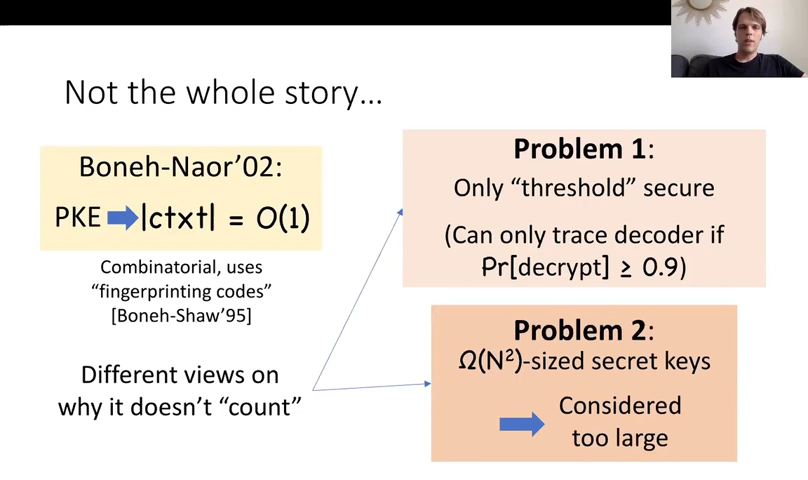 Not the whole story…
Boneh-Naor’02:
PKE |ctxt| = O(1)
Combinatorial, uses
“fingerprinting codes”
[Boneh-Shaw’95]
Different views on
why it doesn’t “count”
Problem 1:
Only “threshold” secure
(Can only trace decoder if
Pr[decrypt] ≥ 0.9)
Problem 2:
Ω(N²)-sized secret keys
Considered
too large